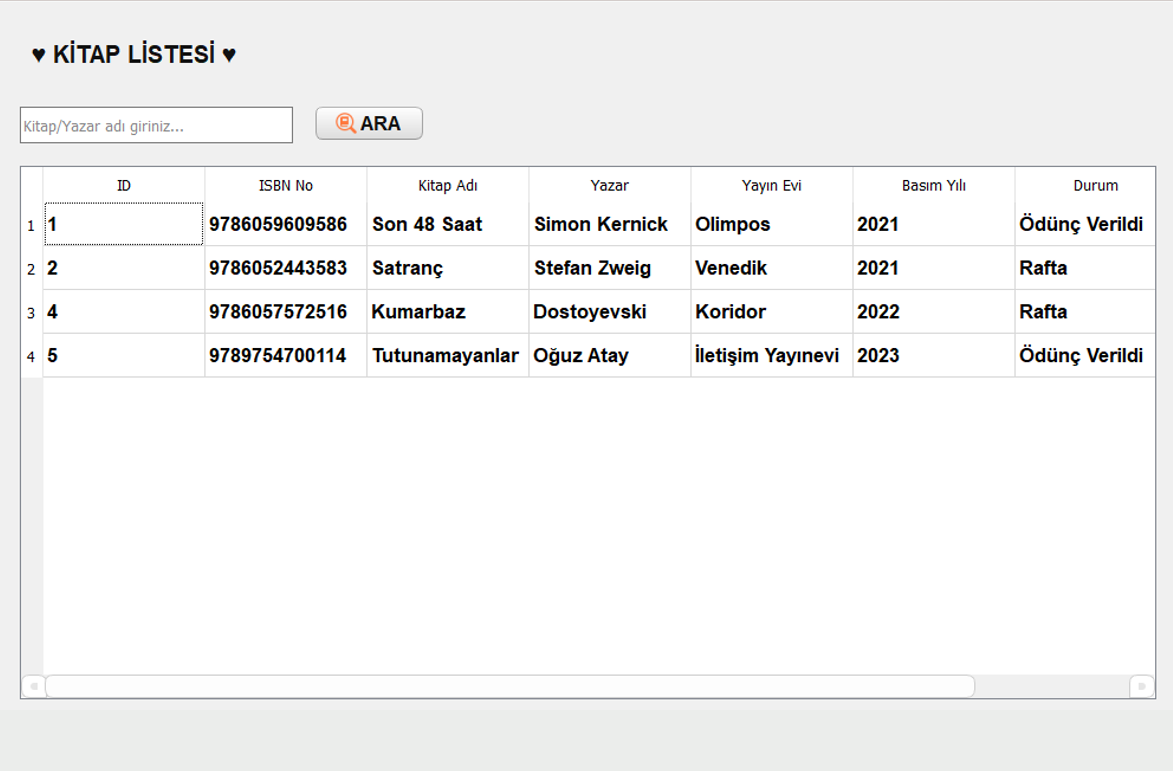 ♥ KİTAP LİSTESİ ♥
Kitap/Yazar adı giriniz... ARA
ID ISBN No Kitap Adı Yazar Yayın Evi Basım Yılı Durum
1 1 9786059609586 Son 48 Saat Simon Kernick Olimpos 2021 Ödünç Verildi
2 2 9786052443583 Satranç Stefan Zweig Venedik 2021 Rafta
3 4 9786057572516 Kumarbaz Dostoyevski Koridor 2022 Rafta
4 5 9789754700114 Tutunamayanlar Oğuz Atay İletişim Yayınevi 2023 Ödünç Verildi